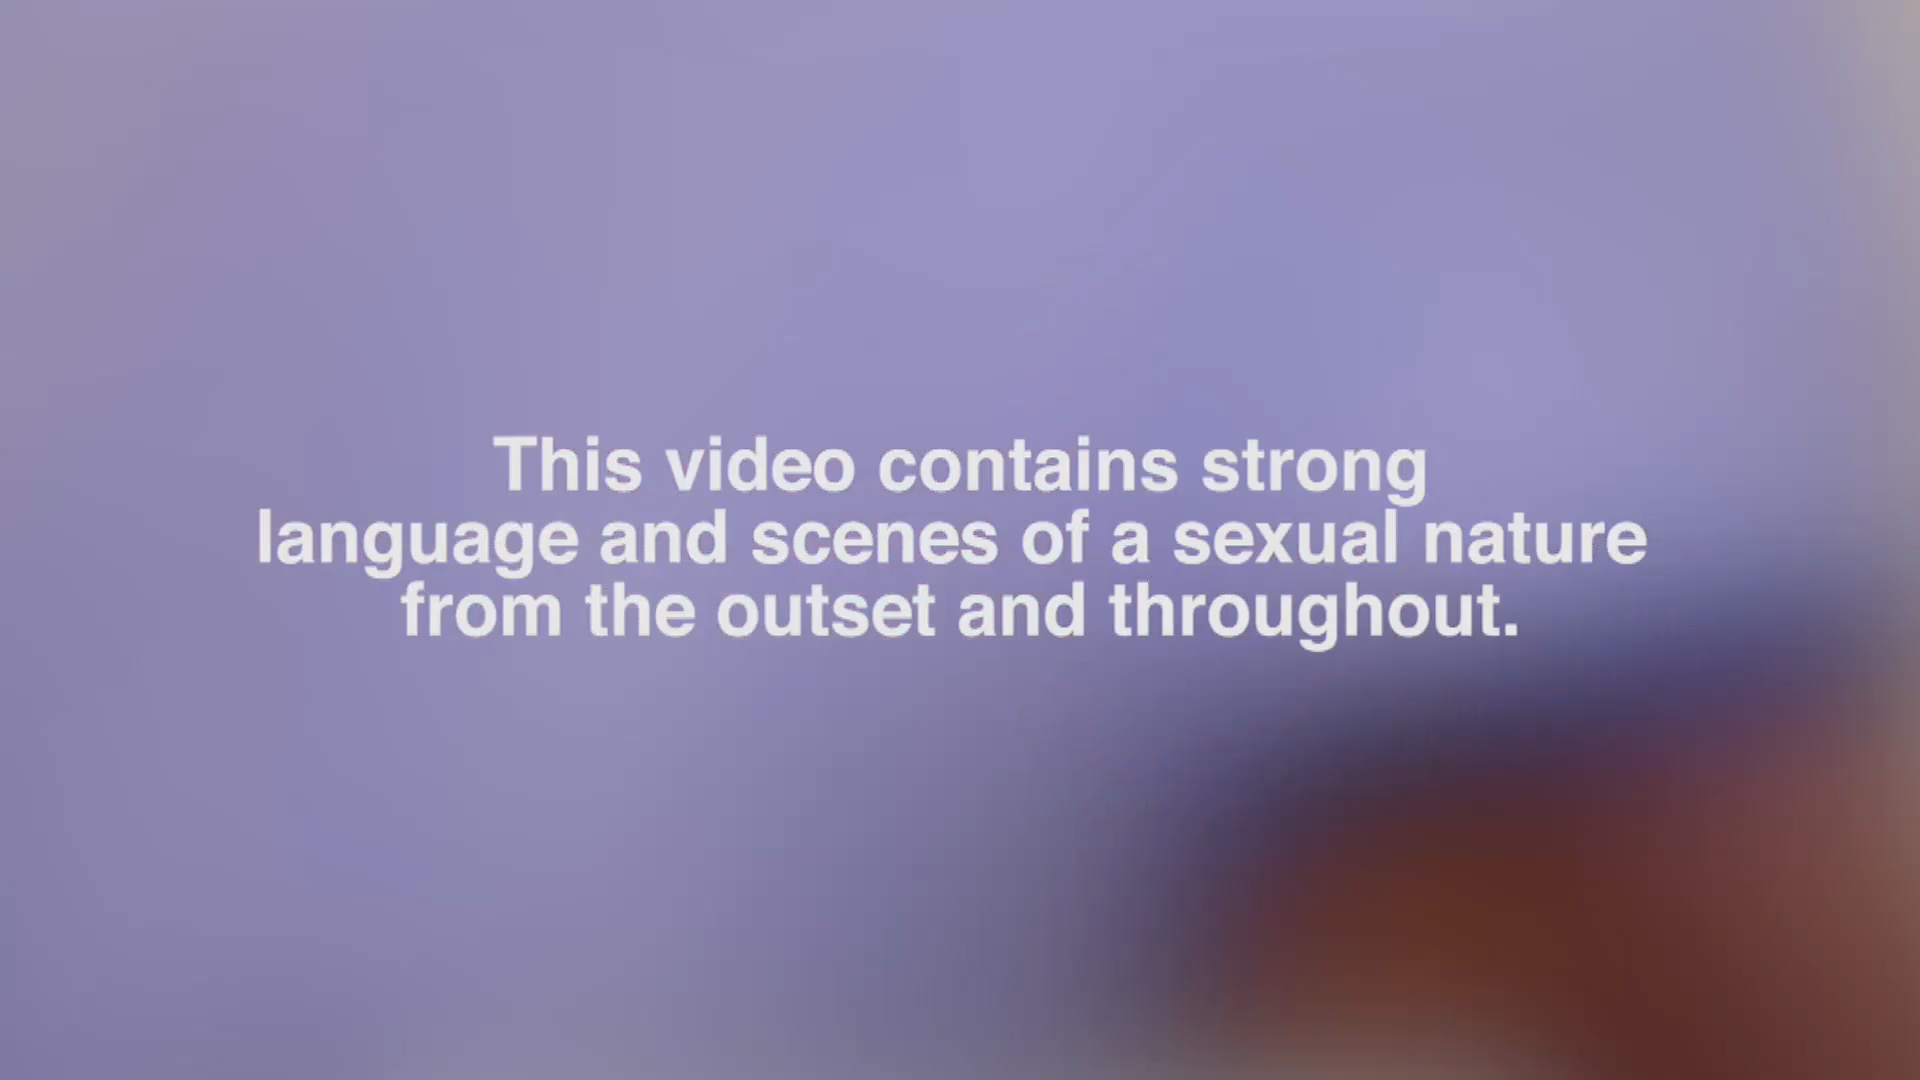 This video contains strong
language and scenes of a sexual nature
from the outset and throughout.